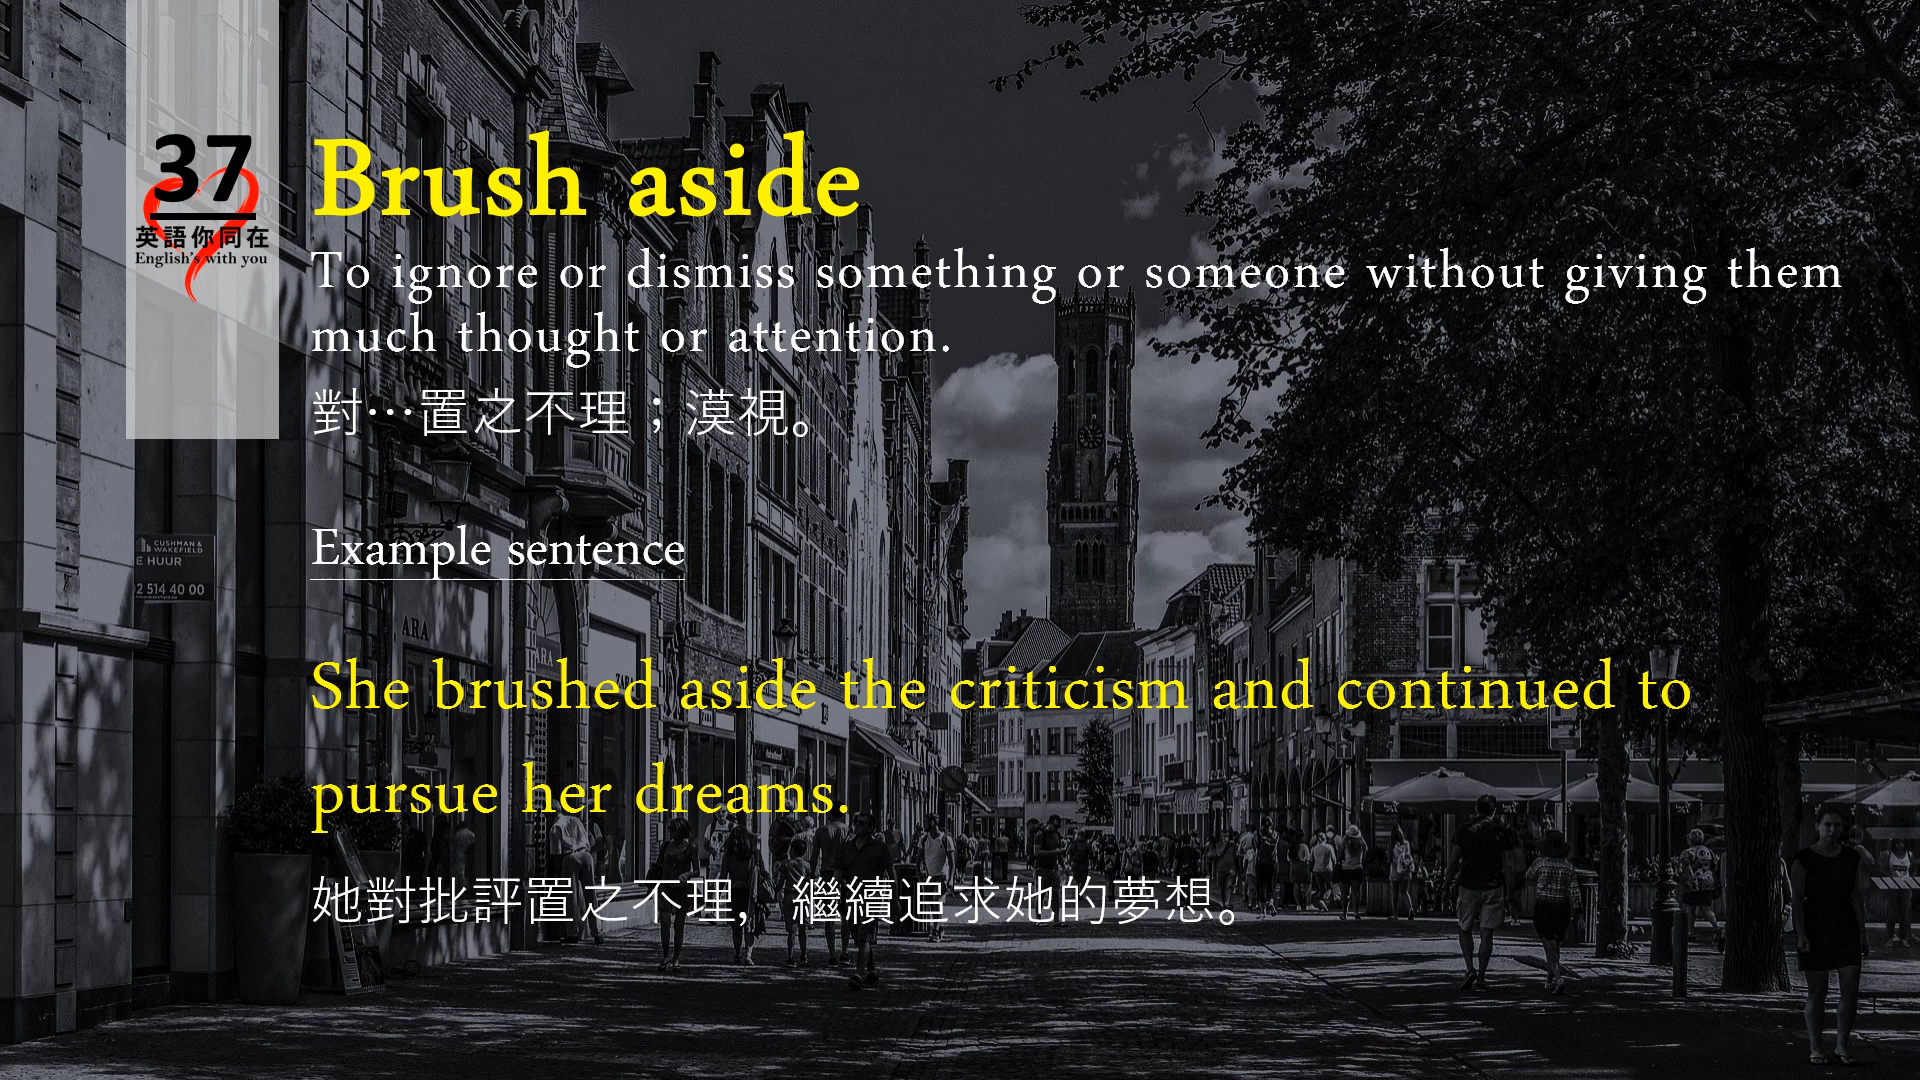 37
英語你同在
English's with you
Brush aside
To ignore or dismiss something or someone without giving them
much thought or attention.
對⋯置之不理；漠視。
CUSHMAN &
WAKEFIELD
E HUUR
2 514 40 00
Example sentence
ARA
She brushed aside the criticism and continued to
pursue her dreams.
她對批評置之不理，繼續追求她的夢想。